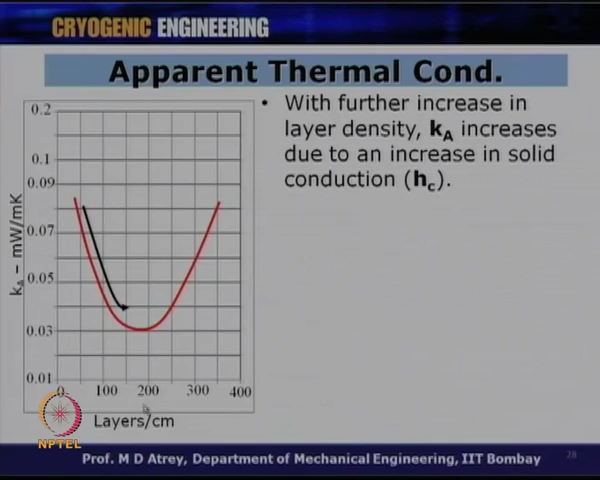 CRYOGENIC ENGINEERING
Apparent Thermal Cond.
• With further increase in
layer density, kA increases
due to an increase in solid
conduction (hc).
0.2
0.1
0.09
0.07
0.05
0.03
0.01
kA – mW/mK
0 100 200 300 400
Layers/cm
NPTEL
Prof. M D Atrey, Department of Mechanical Engineering, IIT Bombay
28